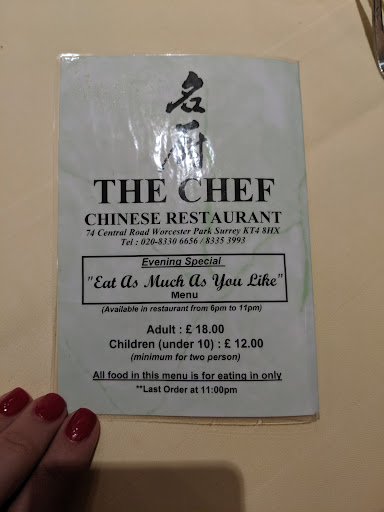 名厨
THE CHEF
CHINESE RESTAURANT
74 Central Road Worcester Park Surrey KT4 8HX
Tel : 020-8330 6656 / 8335 3993
Evening Special
"Eat As Much As You Like"
Menu
(Available in restaurant from 6pm to 11pm)
Adult : £ 18.00
Children (under 10) : £ 12.00
(minimum for two person)
All food in this menu is for eating in only
**Last Order at 11:00pm